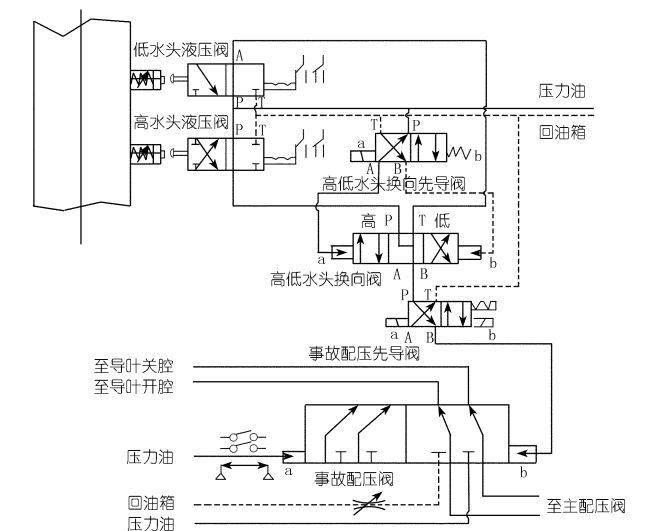 低水头液压阀
A
P T
压力油
高水头液压阀
P T
回油箱
T P
a
b
A B
高低水头换向先导阀
高 P T 低
a
b
A B
高低水头换向阀
P T
a A B b
事故配压先导阀
至导叶关腔
至导叶开腔
压力油
a
事故配压阀
b
回油箱
至主配压阀
压力油